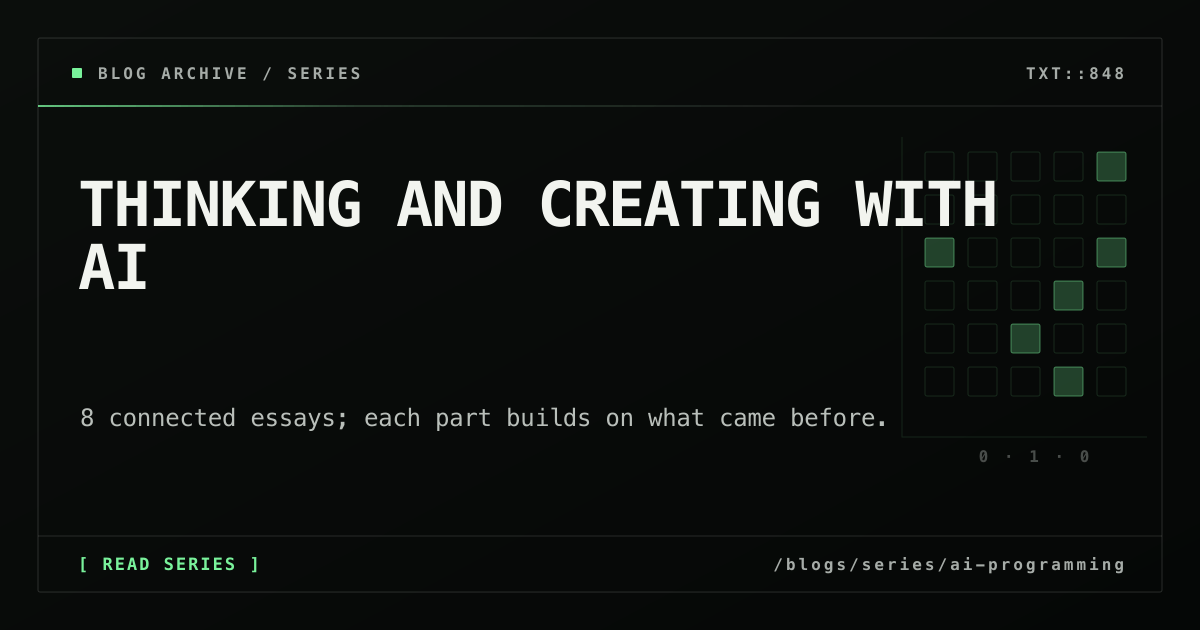 BLOG ARCHIVE / SERIES
TXT::848
THINKING AND CREATING WITH
AI
8 connected essays; each part builds on what came before.
0 · 1 · 0
[ READ SERIES ]
/blogs/series/ai-programming